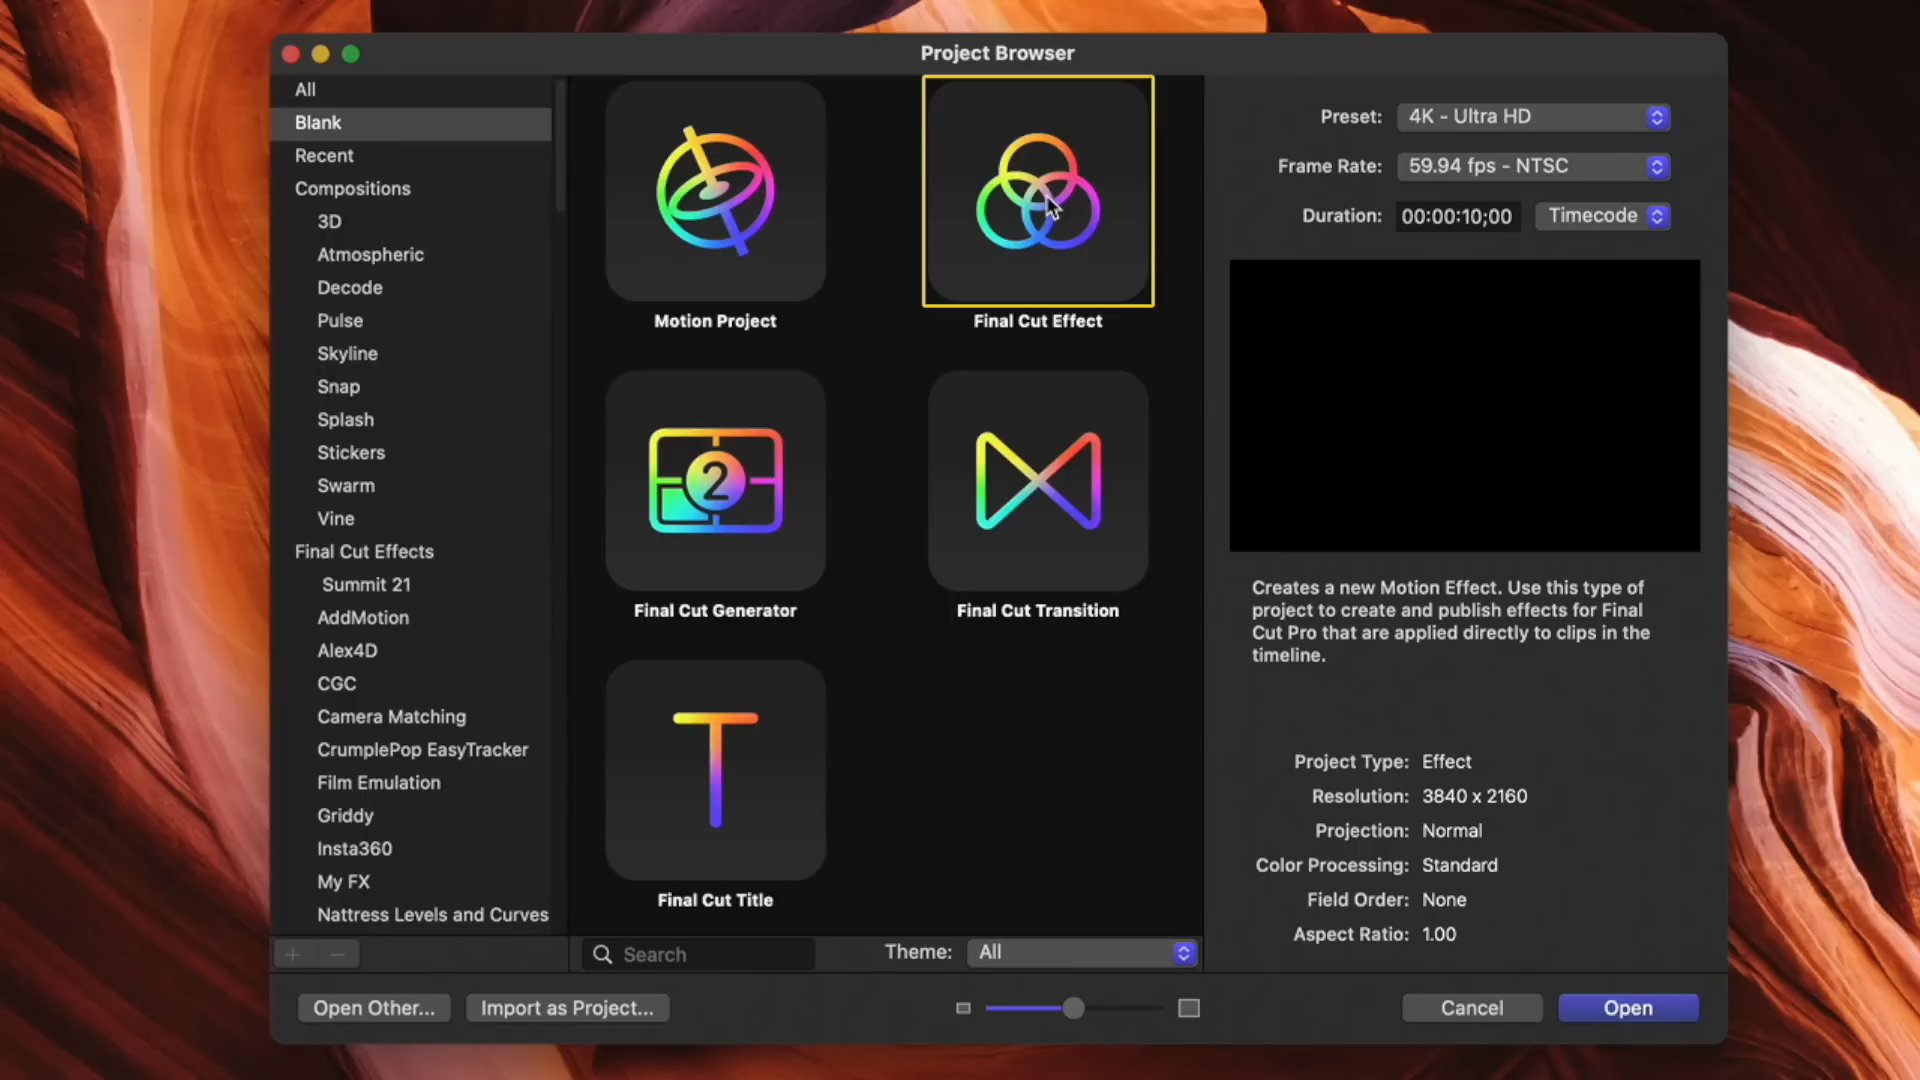 Project Browser
All
Blank
Recent
Compositions
3D
Atmospheric
Decode
Pulse
Skyline
Snap
Splash
Stickers
Swarm
Vine
Final Cut Effects
Summit 21
AddMotion
Alex4D
CGC
Camera Matching
CrumplePop EasyTracker
Film Emulation
Griddy
Insta360
My FX
Nattress Levels and Curves
Motion Project
Final Cut Effect
2
Final Cut Generator
Final Cut Transition
T
Final Cut Title
Search
Theme: All
Preset: 4K - Ultra HD
Frame Rate: 59.94 fps - NTSC
Duration: 00:00:10;00 Timecode
Creates a new Motion Effect. Use this type of
project to create and publish effects for Final
Cut Pro that are applied directly to clips in the
timeline.
Project Type: Effect
Resolution: 3840 x 2160
Projection: Normal
Color Processing: Standard
Field Order: None
Aspect Ratio: 1.00
Open Other...
Import as Project...
Cancel
Open